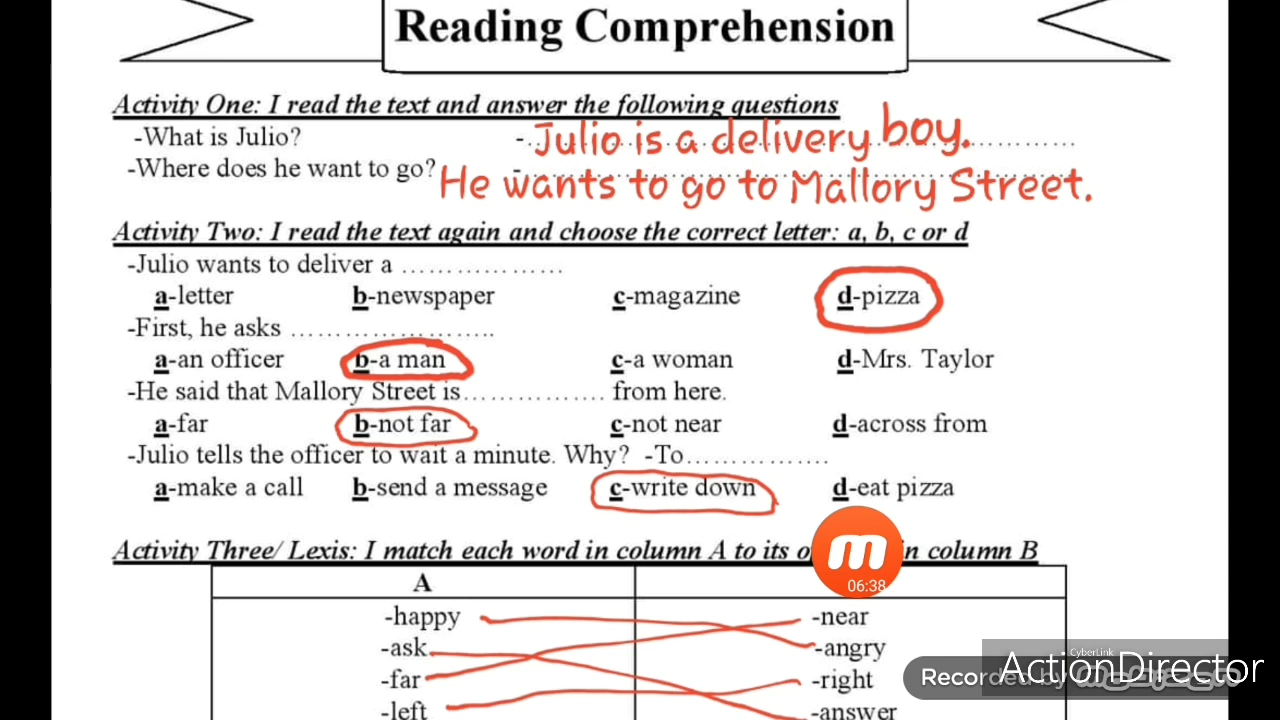 Reading Comprehension
Activity One: I read the text and answer the following questions
-What is Julio? -Julio is a delivery boy.
-Where does he want to go? -He wants to go to Mallory Street.
Activity Two: I read the text again and choose the correct letter: a, b, c or d
-Julio wants to deliver a ………………
a-letter b-newspaper c-magazine d-pizza
-First, he asks …………………..
a-an officer b-a man c-a woman d-Mrs. Taylor
-He said that Mallory Street is……………. from here.
a-far b-not far c-not near d-across from
-Julio tells the officer to wait a minute. Why? -To…………….
a-make a call b-send a message c-write down d-eat pizza
Activity Three/ Lexis: I match each word in column A to its in column B
06:38
A
-happy -near
-ask -angry
-far -right
-left -answer
Recorded by
CyberLink
ActionDirector